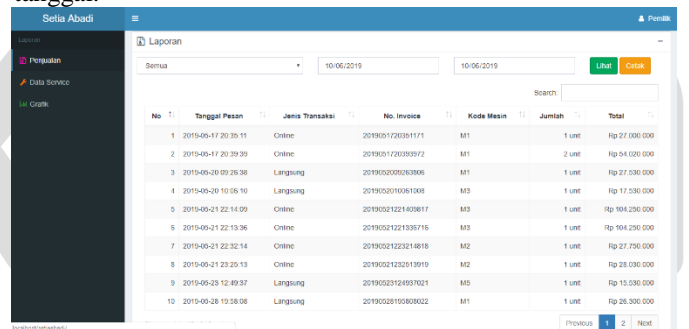 tanggal.
Setia Abadi
Pemilik
Laporan
Penjualan
Data Service
Grafik
Laporan
Semua 10/06/2019 10/06/2019 Lihat Cetak
Search:
No Tanggal Pesan Jenis Transaksi No. Invoice Kode Mesin Jumlah Total
1 2019-05-17 20:35:11 Online 2019051720351171 M1 1 unit Rp 27.000.000
2 2019-05-17 20:39:39 Online 2019051720393972 M1 2 unit Rp 54.020.000
3 2019-05-20 09:26:38 Langsung 2019052009263806 M1 1 unit Rp 27.530.000
4 2019-05-20 10:06:10 Langsung 2019052010061008 M3 1 unit Rp 17.530.000
5 2019-05-21 22:14:09 Online 20190521221409817 M3 1 unit Rp 104.250.000
6 2019-05-21 22:13:36 Online 20190521221336716 M3 1 unit Rp 104.250.000
7 2019-05-21 22:32:14 Online 20190521223214818 M2 1 unit Rp 27.750.000
8 2019-05-21 23:25:13 Online 20190521232513919 M2 1 unit Rp 28.030.000
9 2019-05-23 12:49:37 Langsung 20190523124937021 M5 1 unit Rp 15.530.000
10 2019-05-28 19:58:08 Langsung 20190528195808022 M1 1 unit Rp 26.300.000
Previous 1 2 Next